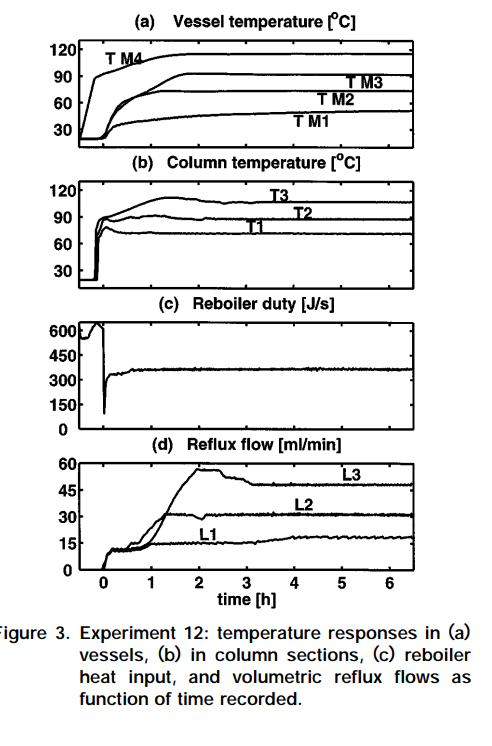 (a) Vessel temperature [°C]
120
90
60
30
T M4
T M3
T M2
T M1
(b) Column temperature [°C]
120
90
60
30
T3
T2
T1
(c) Reboiler duty [J/s]
600
450
300
150
0
(d) Reflux flow [ml/min]
60
45
30
15
0
L3
L2
L1
0 1 2 3 4 5 6
time [h]
igure 3. Experiment 12: temperature responses in (a)
vessels, (b) in column sections, (c) reboiler
heat input, and volumetric reflux flows as
function of time recorded.